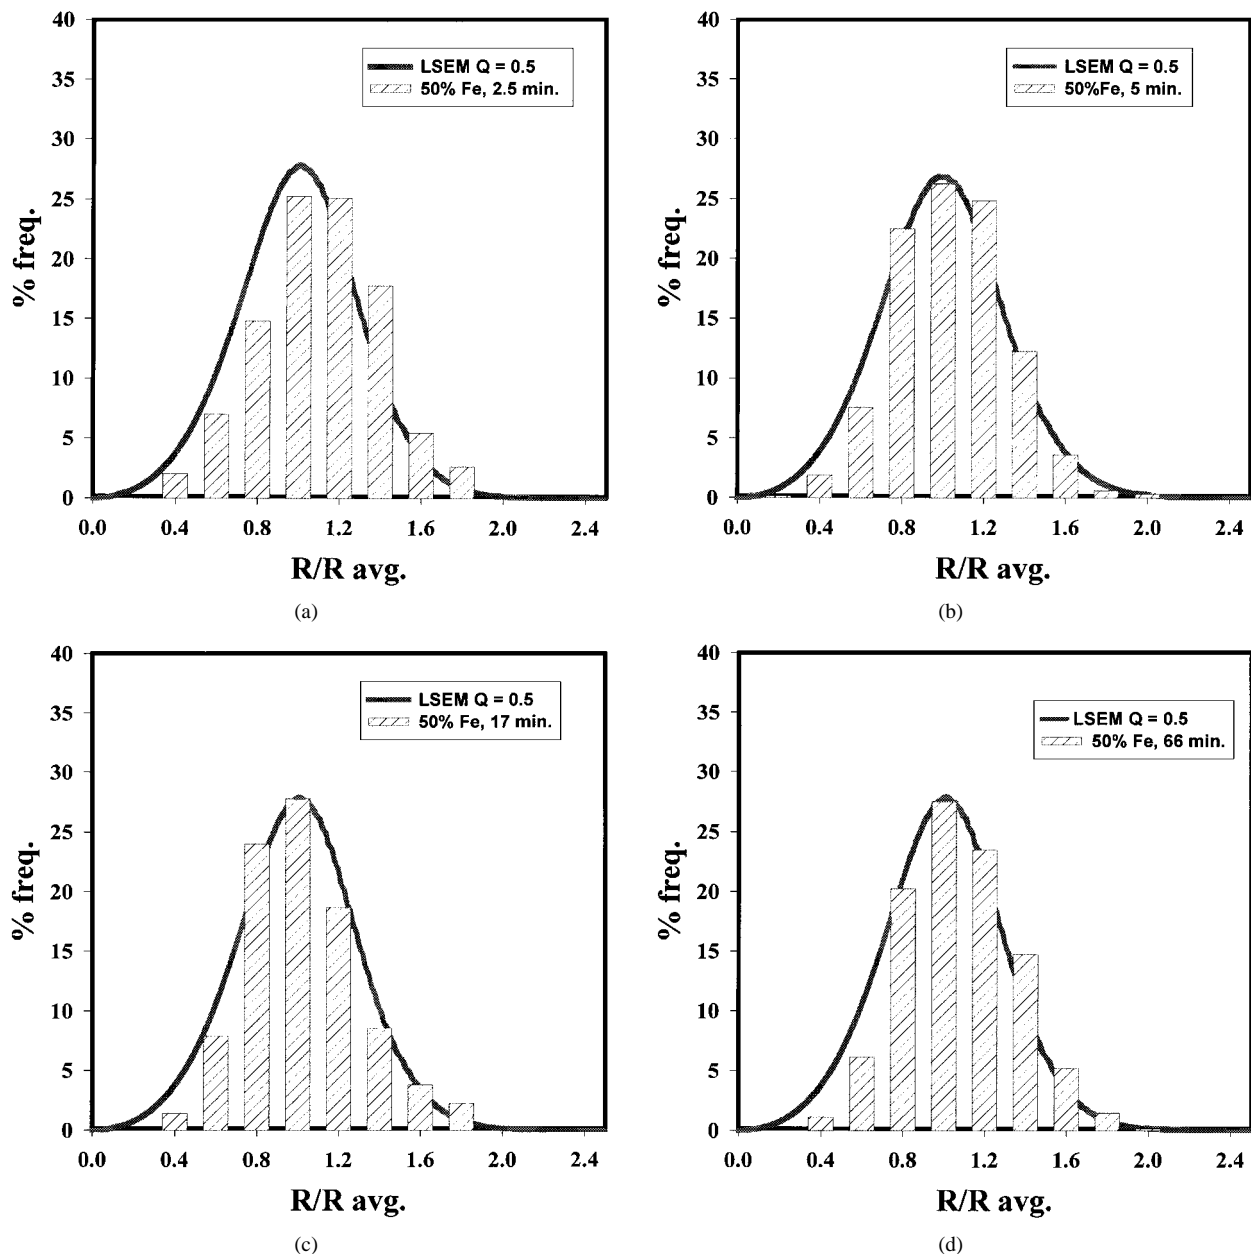 40
35
30
25
20
15
10
5
0
% freq.
LSEM Q = 0.5
50% Fe, 2.5 min.
0.0 0.4 0.8 1.2 1.6 2.0 2.4
R/R avg.
(a)
40
35
30
25
20
15
10
5
0
% freq.
LSEM Q = 0.5
50%Fe, 5 min.
0.0 0.4 0.8 1.2 1.6 2.0 2.4
R/R avg.
(b)
40
35
30
25
20
15
10
5
0
% freq.
LSEM Q = 0.5
50% Fe, 17 min.
0.0 0.4 0.8 1.2 1.6 2.0 2.4
R/R avg.
(c)
40
35
30
25
20
15
10
5
0
% freq.
LSEM Q = 0.5
50% Fe, 66 min.
0.0 0.4 0.8 1.2 1.6 2.0 2.4
R/R avg.
(d)